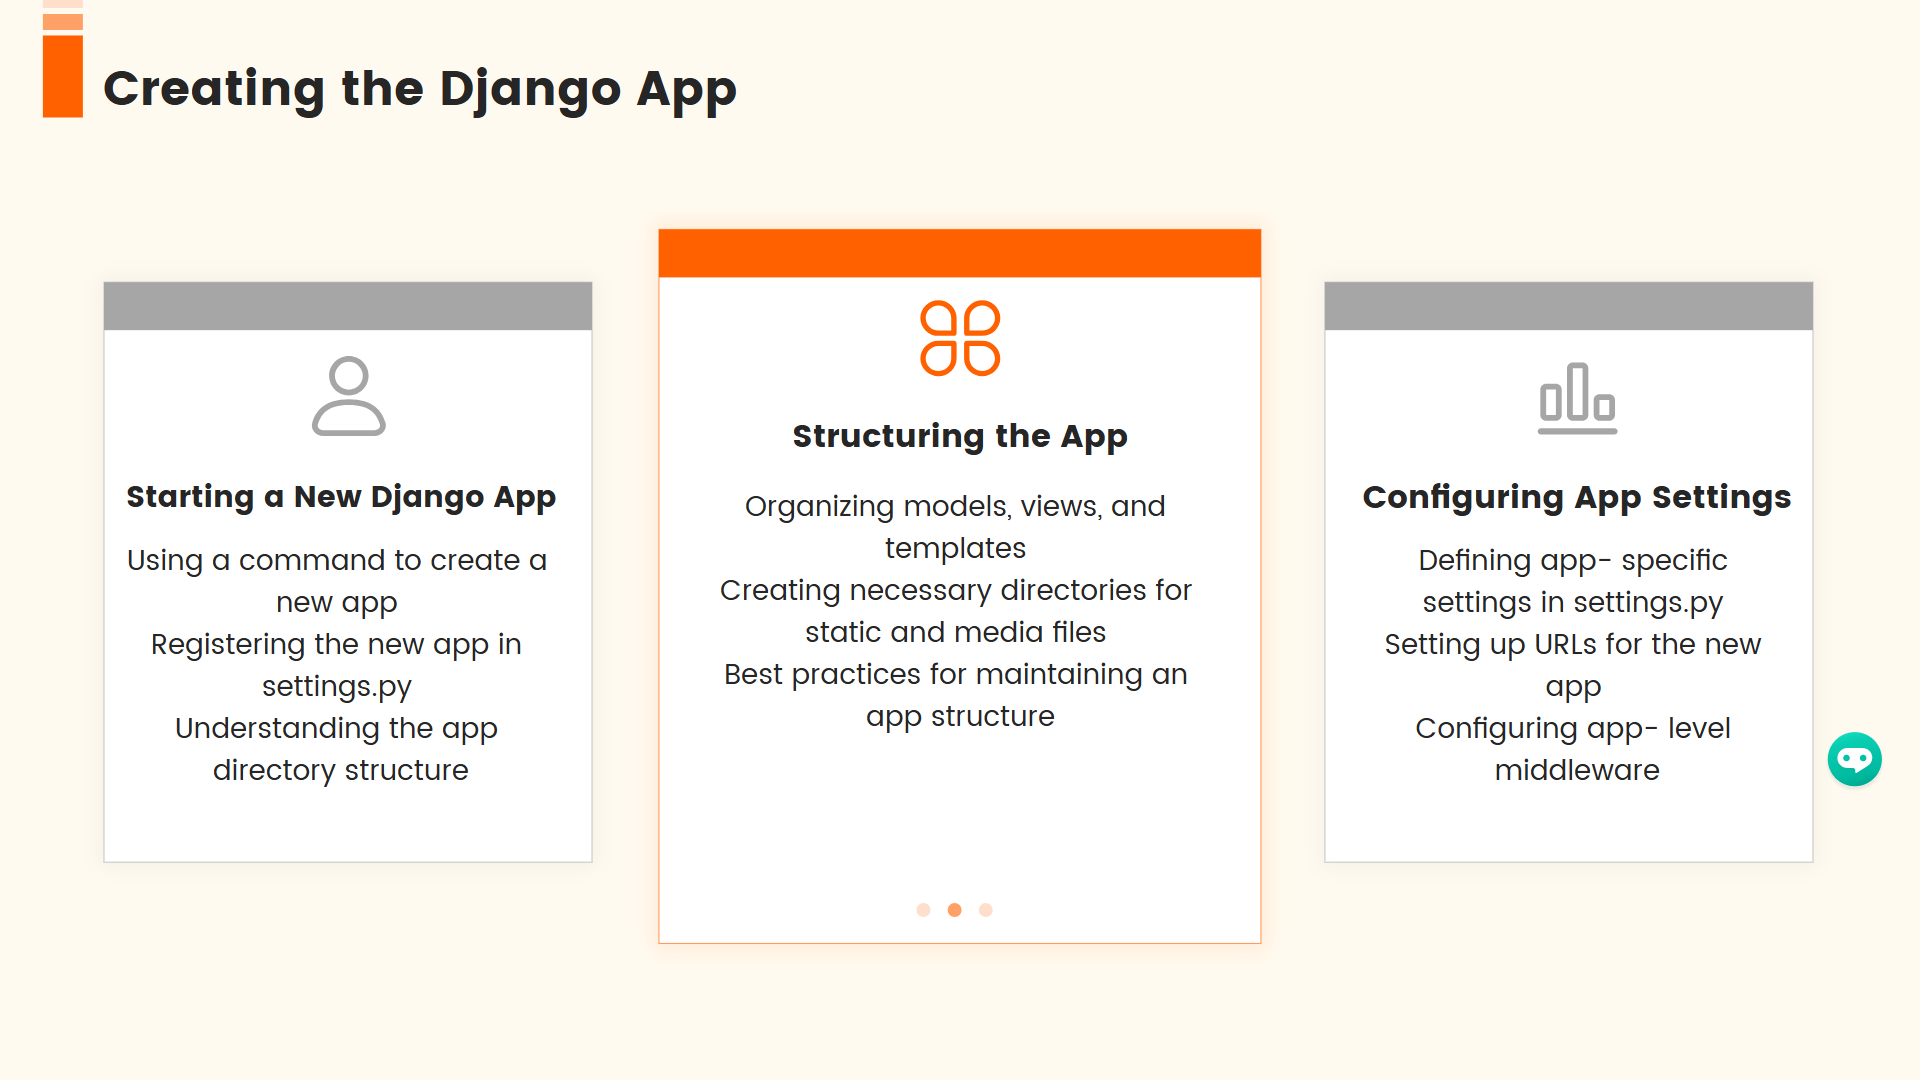 Creating the Django App
Starting a New Django App
Using a command to create a
new app
Registering the new app in
settings.py
Understanding the app
directory structure
Structuring the App
Organizing models, views, and
templates
Creating necessary directories for
static and media files
Best practices for maintaining an
app structure
Configuring App Settings
Defining app- specific
settings in settings.py
Setting up URLs for the new
app
Configuring app- level
middleware